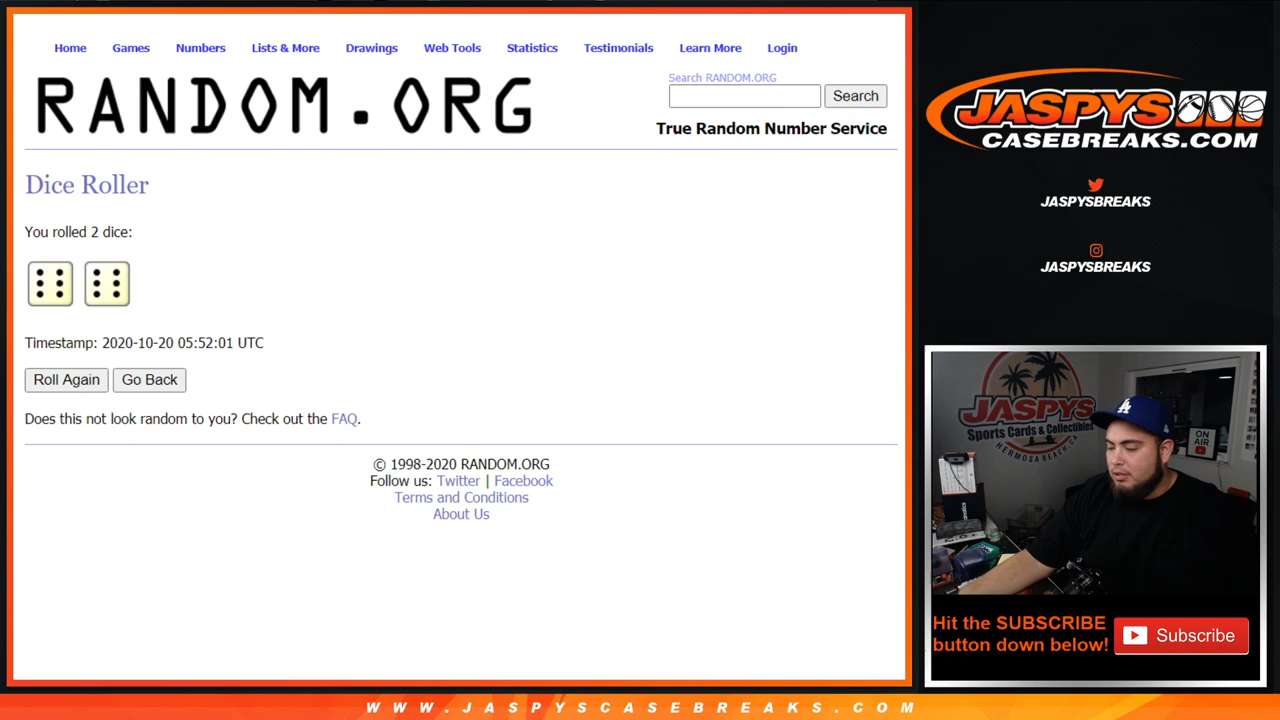 Home Games Numbers Lists & More Drawings Web Tools Statistics Testimonials Learn More Login
RANDOM.ORG
Search RANDOM.ORG
Search
True Random Number Service
Dice Roller
You rolled 2 dice:
Timestamp: 2020-10-20 05:52:01 UTC
Roll Again Go Back
Does this not look random to you? Check out the FAQ.
© 1998-2020 RANDOM.ORG
Follow us: Twitter | Facebook
Terms and Conditions
About Us
JASPYS
CASEBREAKS.COM
JASPYSBREAKS
JASPYSBREAKS
JASPYS
Sports Cards & Collectibles
HERMOSA BEACH, CA
LA
ON
AIR
Hit the SUBSCRIBE
button down below!
Subscribe
WWW.JASPYSCASEBREAKS.COM